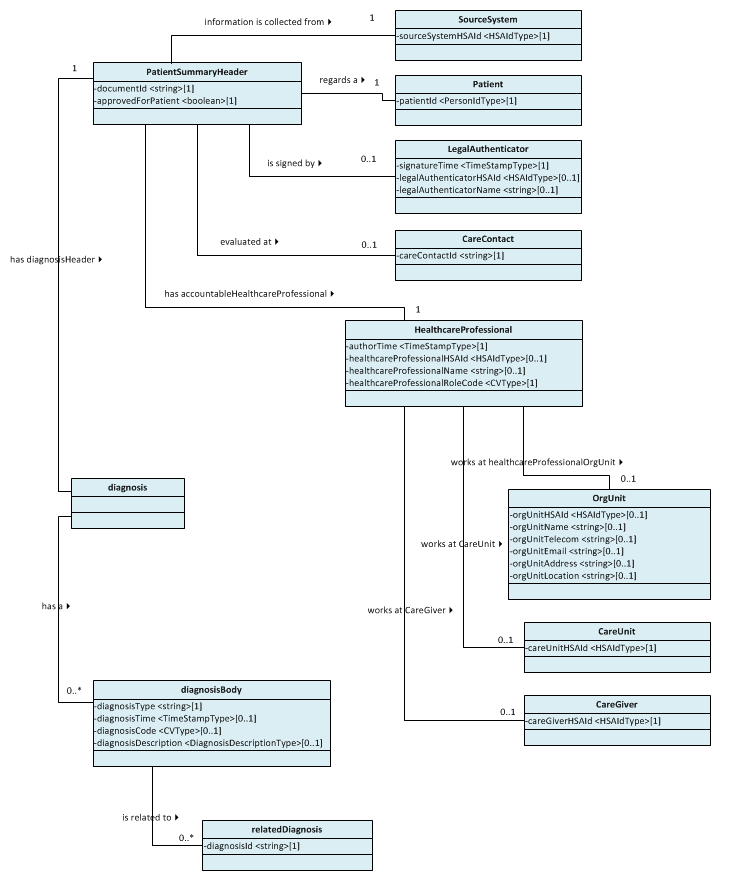 information is collected from
1
SourceSystem
-sourceSystemHSAId <HSAIdType>[1]
1
PatientSummaryHeader
-documentId <string>[1]
-approvedForPatient <boolean>[1]
regards a
1
Patient
-patientId <PersonIdType>[1]
is signed by
0..1
LegalAuthenticator
-signatureTime <TimeStampType>[1]
-legalAuthenticatorHSAId <HSAIdType>[0..1]
-legalAuthenticatorName <string>[0..1]
evaluated at
0..1
CareContact
-careContactId <string>[1]
has diagnosisHeader
has accountableHealthcareProfessional
1
HealthcareProfessional
-authorTime <TimeStampType>[1]
-healthcareProfessionalHSAId <HSAIdType>[0..1]
-healthcareProfessionalName <string>[0..1]
-healthcareProfessionalRoleCode <CVType>[1]
works at healthcareProfessionalOrgUnit
0..1
diagnosis
OrgUnit
-orgUnitHSAId <HSAIdType>[0..1]
-orgUnitName <string>[0..1]
-orgUnitTelecom <string>[0..1]
-orgUnitEmail <string>[0..1]
-orgUnitAddress <string>[0..1]
-orgUnitLocation <string>[0..1]
works at CareUnit
has a
works at CareGiver
0..1
CareUnit
-careUnitHSAId <HSAIdType>[1]
0..*
diagnosisBody
-diagnosisType <string>[1]
-diagnosisTime <TimeStampType>[0..1]
-diagnosisCode <CVType>[0..1]
-diagnosisDescription <DiagnosisDescriptionType>[0..1]
0..1
CareGiver
-careGiverHSAId <HSAIdType>[1]
is related to
0..*
relatedDiagnosis
-diagnosisId <string>[1]